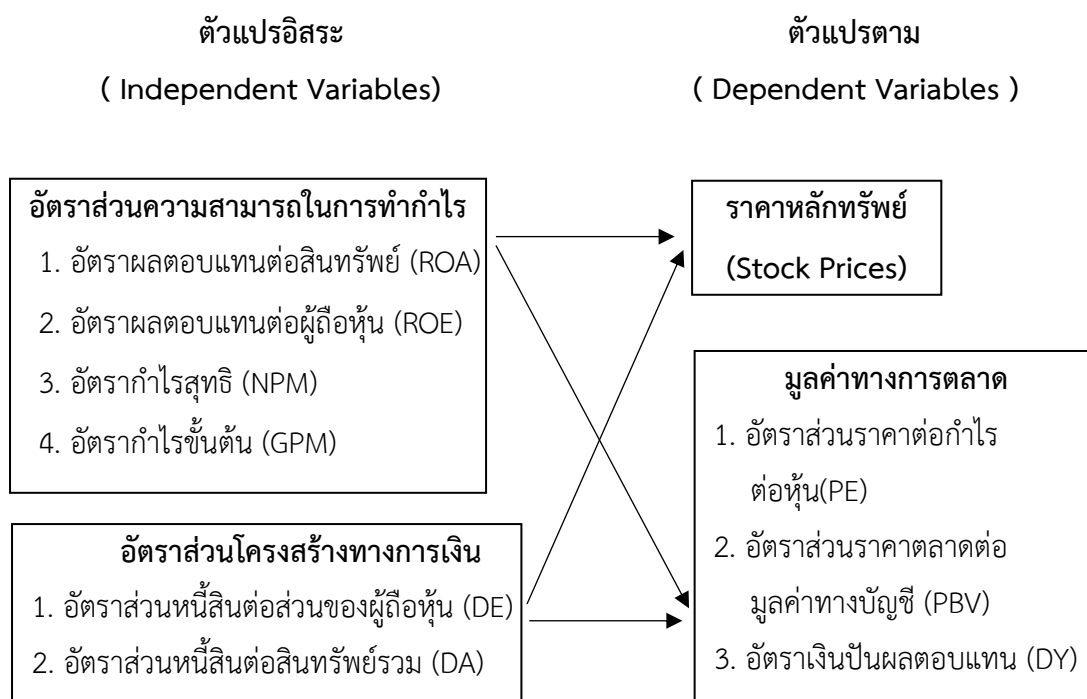 ตัวแปรอิสระ
( Independent Variables)
อัตราส่วนความสามารถในการทำกำไร
1. อัตราผลตอบแทนต่อสินทรัพย์ (ROA)
2. อัตราผลตอบแทนต่อผู้ถือหุ้น (ROE)
3. อัตรากำไรสุทธิ (NPM)
4. อัตรากำไรขั้นต้น (GPM)
อัตราส่วนโครงสร้างทางการเงิน
1. อัตราส่วนหนี้สินต่อส่วนของผู้ถือหุ้น (DE)
2. อัตราส่วนหนี้สินต่อสินทรัพย์รวม (DA)
ตัวแปรตาม
( Dependent Variables )
ราคาหลักทรัพย์
(Stock Prices)
มูลค่าทางการตลาด
1. อัตราส่วนราคาต่อกำไร
ต่อหุ้น(PE)
2. อัตราส่วนราคาตลาดต่อ
มูลค่าทางบัญชี (PBV)
3. อัตราเงินปันผลตอบแทน (DY)